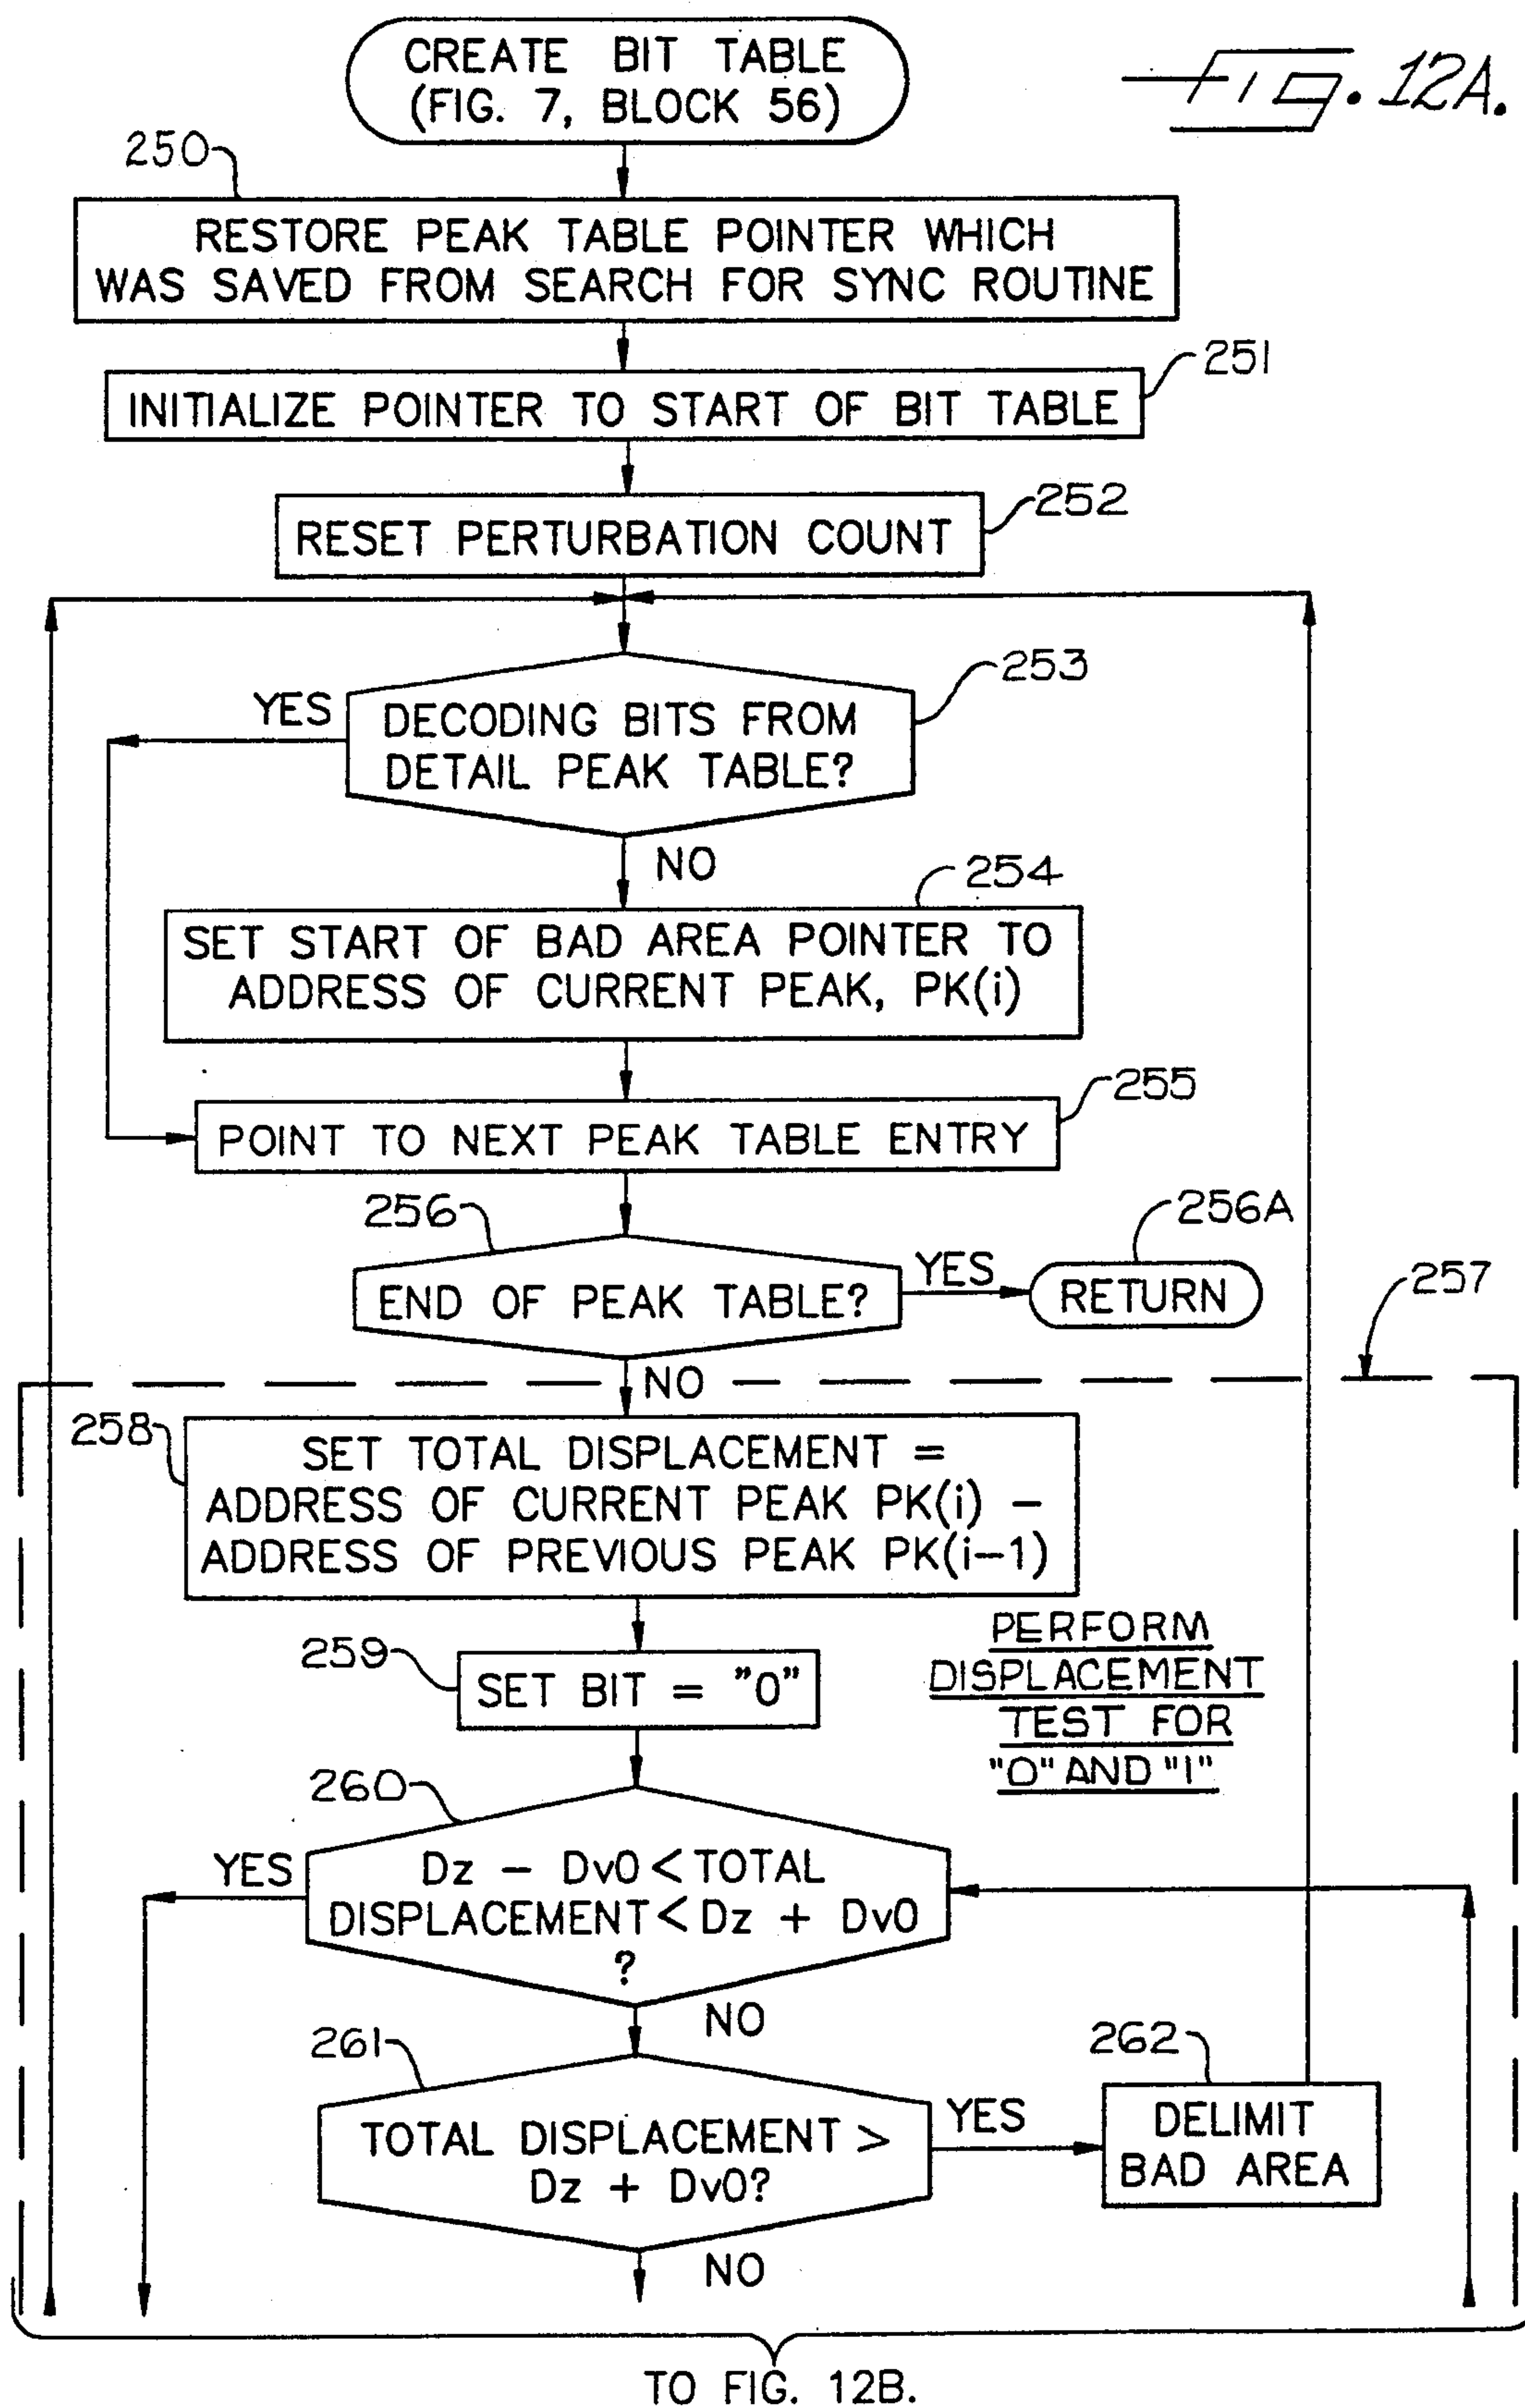 CREATE BIT TABLE
(FIG. 7, BLOCK 56)
Fig. 12A.
250
RESTORE PEAK TABLE POINTER WHICH
WAS SAVED FROM SEARCH FOR SYNC ROUTINE
251
INITIALIZE POINTER TO START OF BIT TABLE
252
RESET PERTURBATION COUNT
253
YES
DECODING BITS FROM
DETAIL PEAK TABLE?
NO
254
SET START OF BAD AREA POINTER TO
ADDRESS OF CURRENT PEAK, PK(i)
255
POINT TO NEXT PEAK TABLE ENTRY
256
256A
END OF PEAK TABLE?
YES
RETURN
257
NO
258
SET TOTAL DISPLACEMENT =
ADDRESS OF CURRENT PEAK PK(i) –
ADDRESS OF PREVIOUS PEAK PK(i–1)
259
SET BIT = "0"
PERFORM
DISPLACEMENT
TEST FOR
"0" AND "1"
260
YES
Dz – Dv0 < TOTAL
DISPLACEMENT < Dz + Dv0
?
NO
261
262
TOTAL DISPLACEMENT >
Dz + Dv0?
YES
DELIMIT
BAD AREA
NO
TO FIG. 12B.